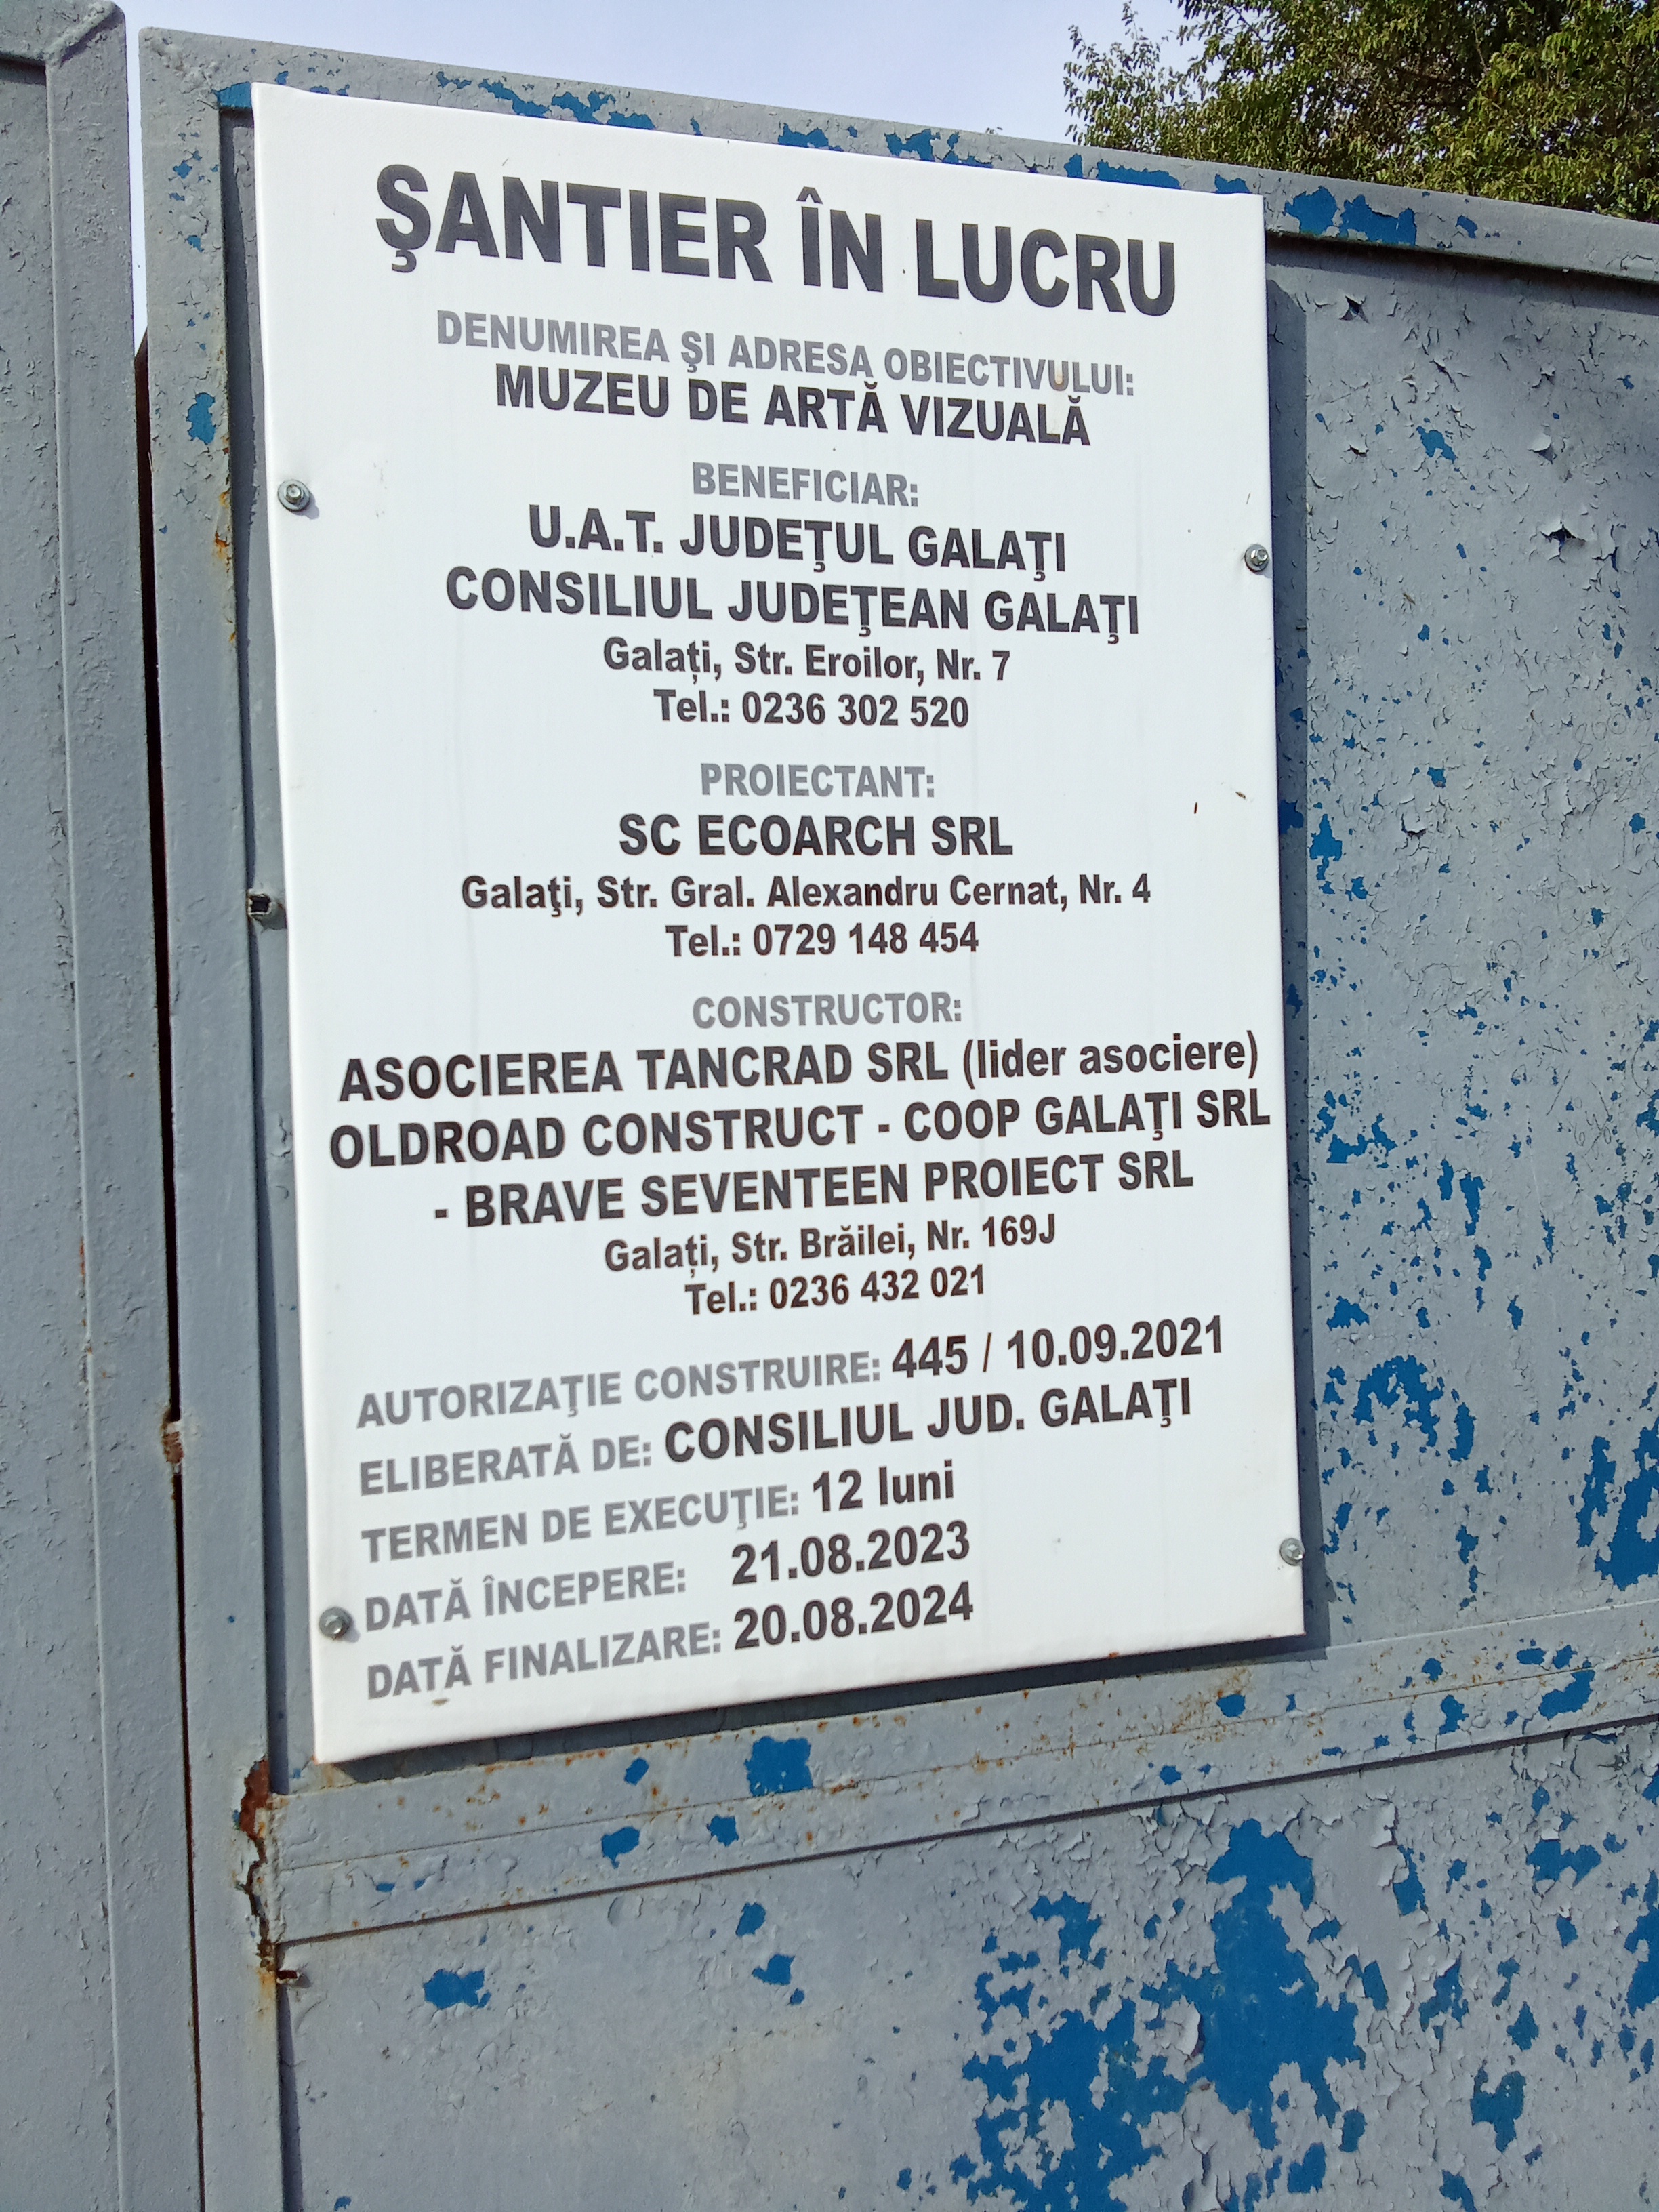 ŞANTIER ÎN LUCRU
DENUMIREA ŞI ADRESA OBIECTIVULUI:
MUZEU DE ARTĂ VIZUALĂ
BENEFICIAR:
U.A.T. JUDEŢUL GALAŢI
CONSILIUL JUDEŢEAN GALAŢI
Galați, Str. Eroilor, Nr. 7
Tel.: 0236 302 520
PROIECTANT:
SC ECOARCH SRL
Galaţi, Str. Gral. Alexandru Cernat, Nr. 4
Tel.: 0729 148 454
CONSTRUCTOR:
ASOCIEREA TANCRAD SRL (lider asociere)
OLDROAD CONSTRUCT - COOP GALAŢI SRL
- BRAVE SEVENTEEN PROIECT SRL
Galați, Str. Brăilei, Nr. 169J
Tel.: 0236 432 021
AUTORIZAŢIE CONSTRUIRE: 445 / 10.09.2021
ELIBERATĂ DE: CONSILIUL JUD. GALAŢI
TERMEN DE EXECUŢIE: 12 luni
DATĂ ÎNCEPERE: 21.08.2023
DATĂ FINALIZARE: 20.08.2024